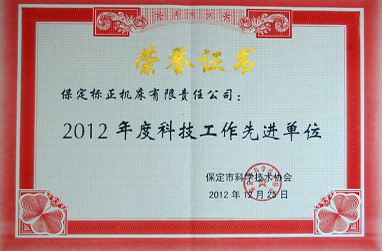 荣誉证书
保定标正机床有限责任公司：
2012年度科技工作先进单位
保定市科学技术协会
2012年12月25日